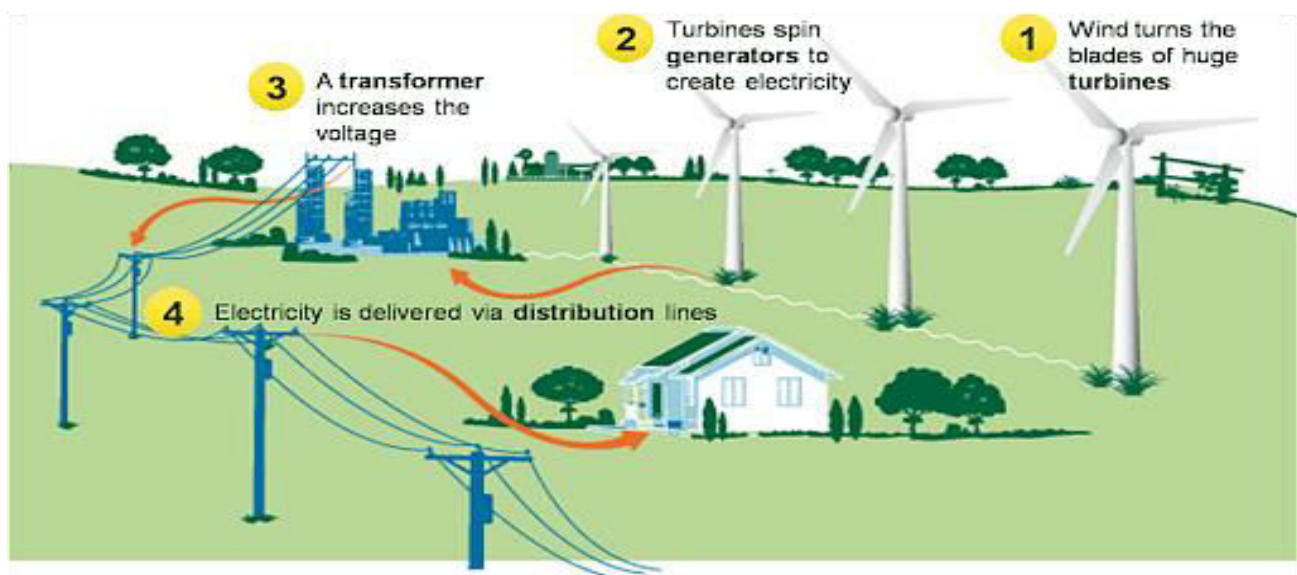 1
Wind turns the
blades of huge
turbines
2
Turbines spin
generators to
create electricity
3
A transformer
increases the
voltage
4
Electricity is delivered via distribution lines